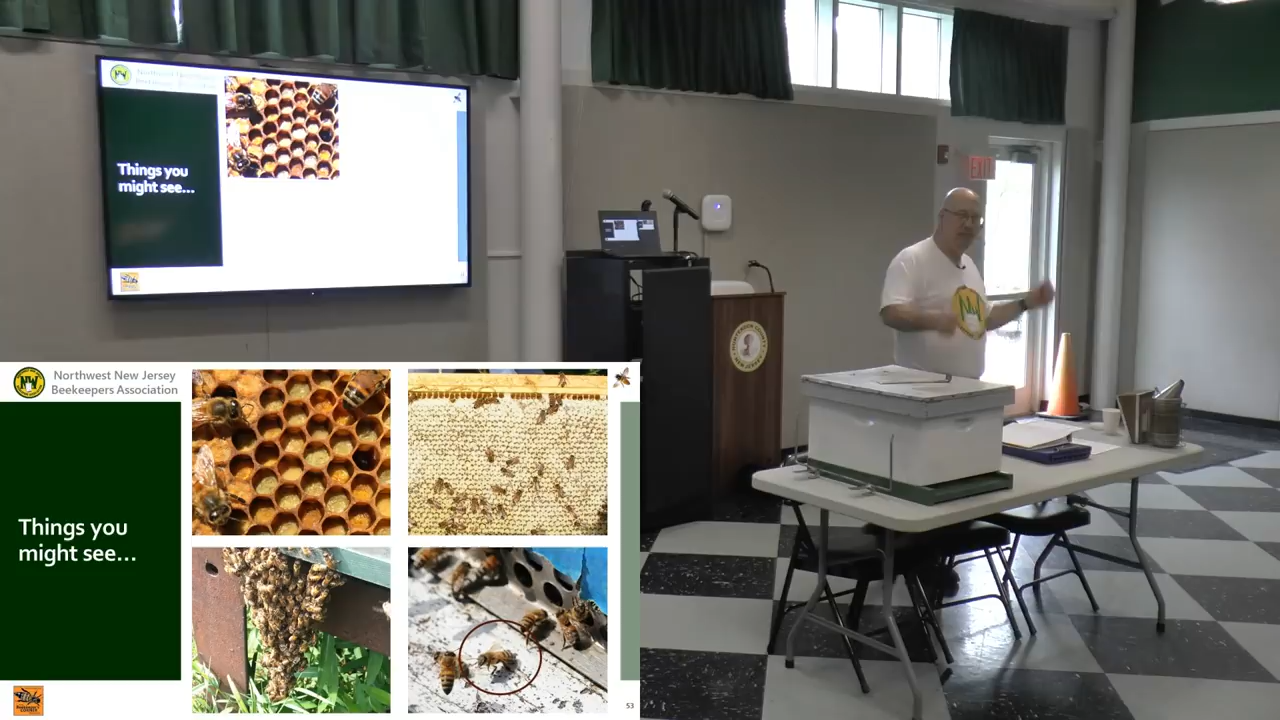 Things you
might see...
EXIT
Northwest New Jersey
Beekeepers Association
Things you
might see...
53